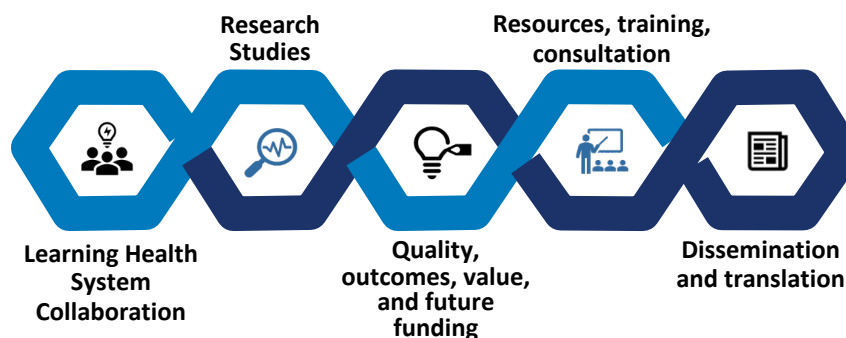 Research
Studies
Resources, training,
consultation
Learning Health
System
Collaboration
Quality,
outcomes, value,
and future
funding
Dissemination
and translation